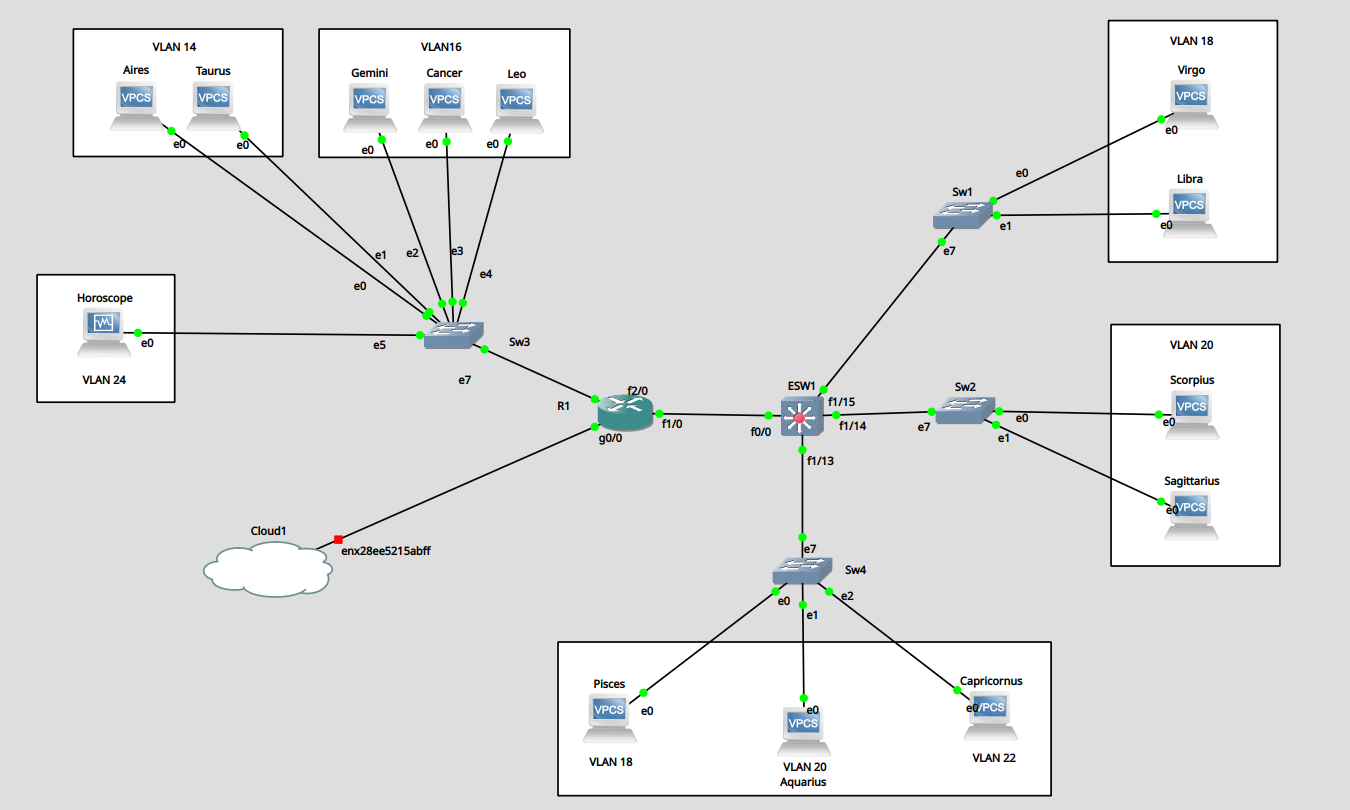 VLAN 14
Aires
Taurus
VPCS
VPCS
e0
e0
VLAN16
Gemini
Cancer
Leo
VPCS
VPCS
VPCS
e0
e0
e0
VLAN 18
Virgo
VPCS
e0
Libra
VPCS
e0
e0
Sw1
e1
e7
e1
e2
e3
e4
e0
Horoscope
e0
VLAN 24
e5
Sw3
e7
R1
f2/0
f1/0
g0/0
ESW1
f0/0
f1/15
f1/14
f1/13
Sw2
e7
e0
e1
VLAN 20
Scorpius
VPCS
e0
Sagittarius
VPCS
e0
Cloud1
enx28ee5215abff
e7
Sw4
e0
e1
e2
Pisces
VPCS
e0
VLAN 18
e0
VPCS
VLAN 20
Aquarius
Capricornus
e0
VPCS
VLAN 22